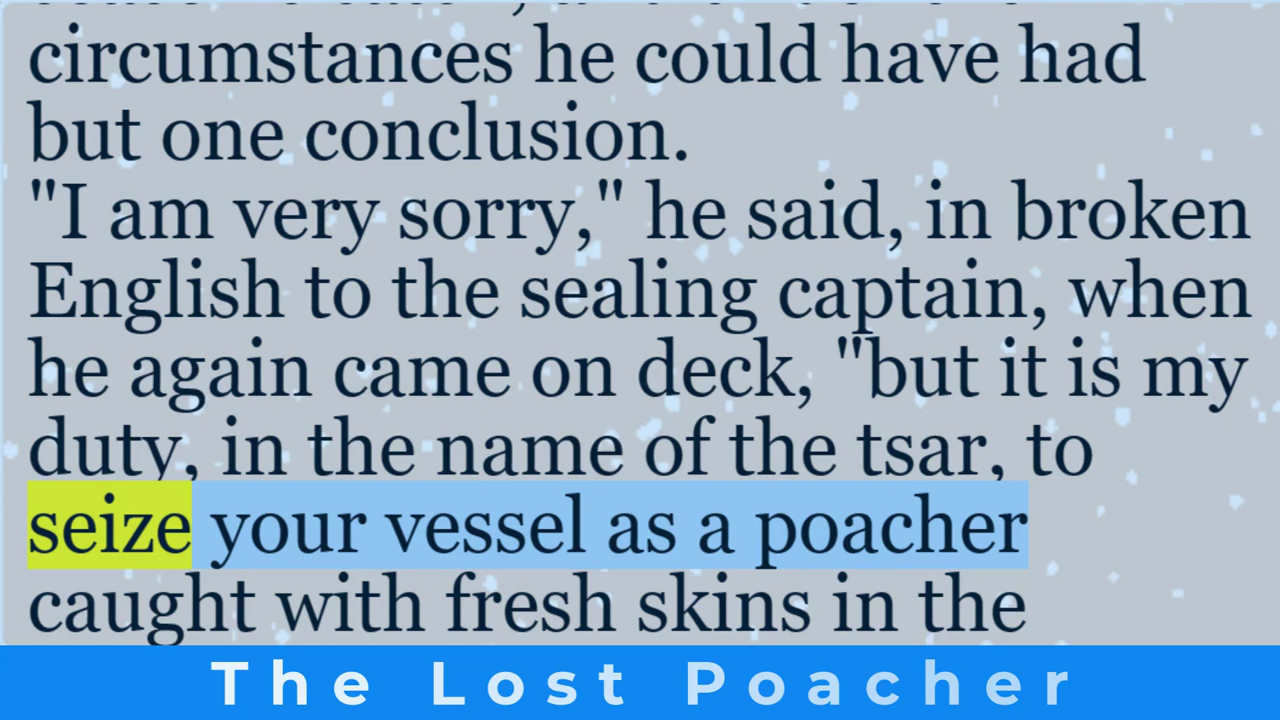 circumstances he could have had
but one conclusion.
"I am very sorry," he said, in broken
English to the sealing captain, when
he again came on deck, "but it is my
duty, in the name of the tsar, to
seize your vessel as a poacher
caught with fresh skins in the
The Lost Poacher